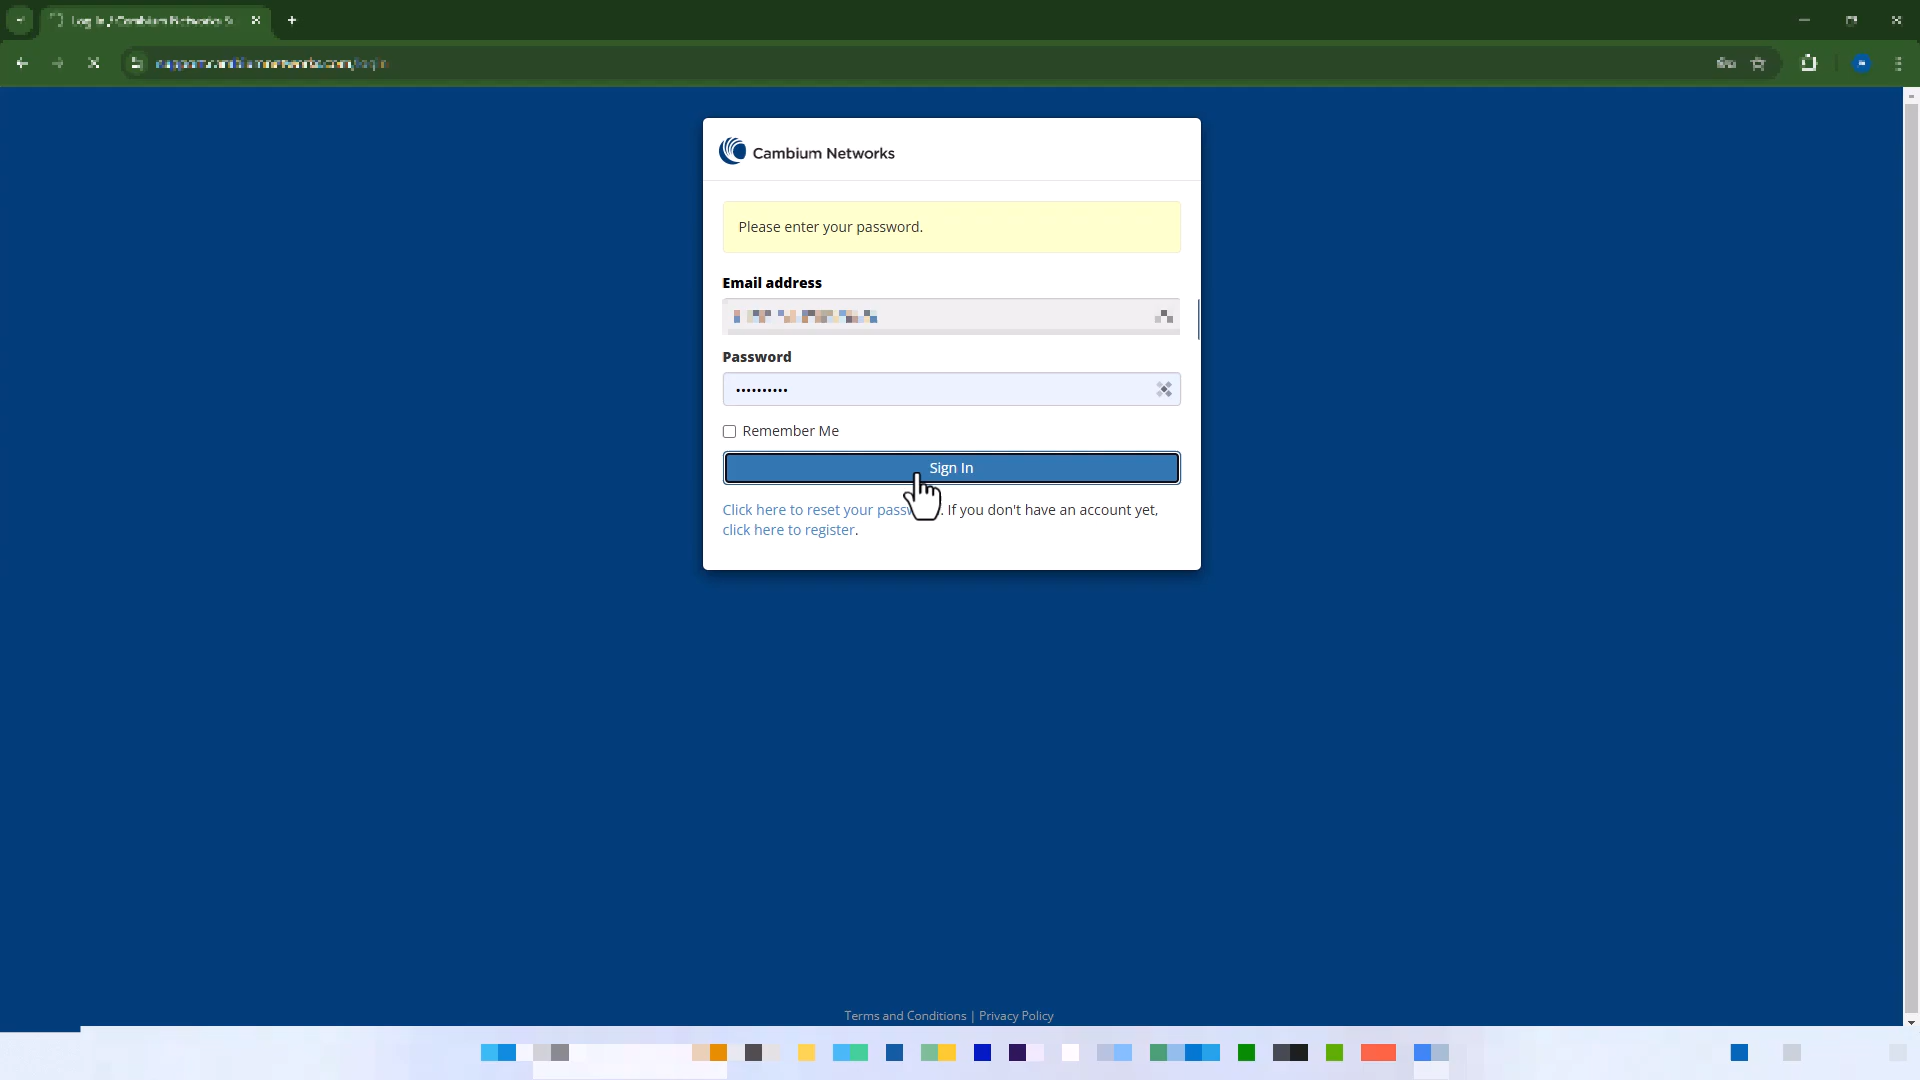 Cambium Networks
Please enter your password.
Email address
Password
Remember Me
Sign In
Click here to reset your . If you don't have an account yet,
click here to register.
Terms and Conditions | Privacy Policy